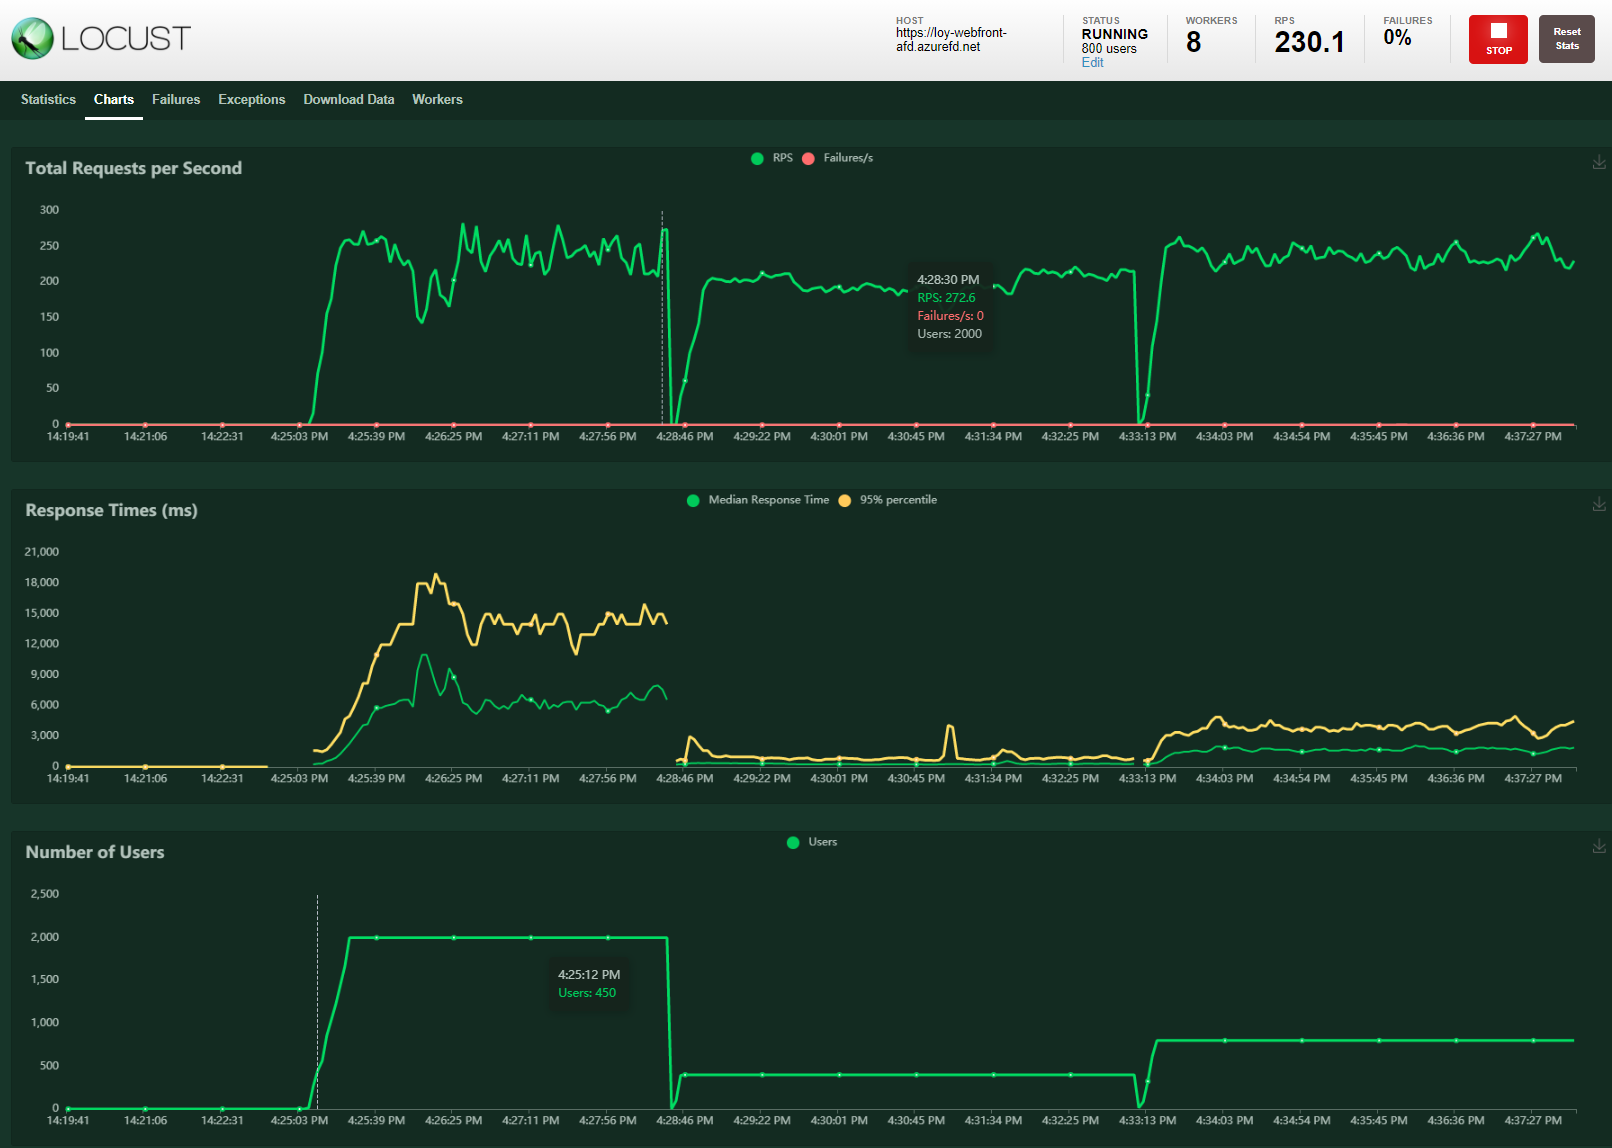 LOCUST
HOST
https://loy-webfront-
afd.azurefd.net
STATUS
RUNNING
800 users
Edit
WORKERS
8
RPS
230.1
FAILURES
0%
STOP
Reset
Stats
Statistics Charts Failures Exceptions Download Data Workers
Total Requests per Second
RPS Failures/s
300
250
200
150
100
50
0
4:28:30 PM
RPS: 272.6
Failures/s: 0
Users: 2000
14:19:41 14:21:06 14:22:31 4:25:03 PM 4:25:39 PM 4:26:25 PM 4:27:11 PM 4:27:56 PM 4:28:46 PM 4:29:22 PM 4:30:01 PM 4:30:45 PM 4:31:34 PM 4:32:25 PM 4:33:13 PM 4:34:03 PM 4:34:54 PM 4:35:45 PM 4:36:36 PM 4:37:27 PM
Response Times (ms)
Median Response Time 95% percentile
21,000
18,000
15,000
12,000
9,000
6,000
3,000
0
14:19:41 14:21:06 14:22:31 4:25:03 PM 4:25:39 PM 4:26:25 PM 4:27:11 PM 4:27:56 PM 4:28:46 PM 4:29:22 PM 4:30:01 PM 4:30:45 PM 4:31:34 PM 4:32:25 PM 4:33:13 PM 4:34:03 PM 4:34:54 PM 4:35:45 PM 4:36:36 PM 4:37:27 PM
Number of Users
Users
2,500
2,000
1,500
1,000
500
0
4:25:12 PM
Users: 450
14:19:41 14:21:06 14:22:31 4:25:03 PM 4:25:39 PM 4:26:25 PM 4:27:11 PM 4:27:56 PM 4:28:46 PM 4:29:22 PM 4:30:01 PM 4:30:45 PM 4:31:34 PM 4:32:25 PM 4:33:13 PM 4:34:03 PM 4:34:54 PM 4:35:45 PM 4:36:36 PM 4:37:27 PM